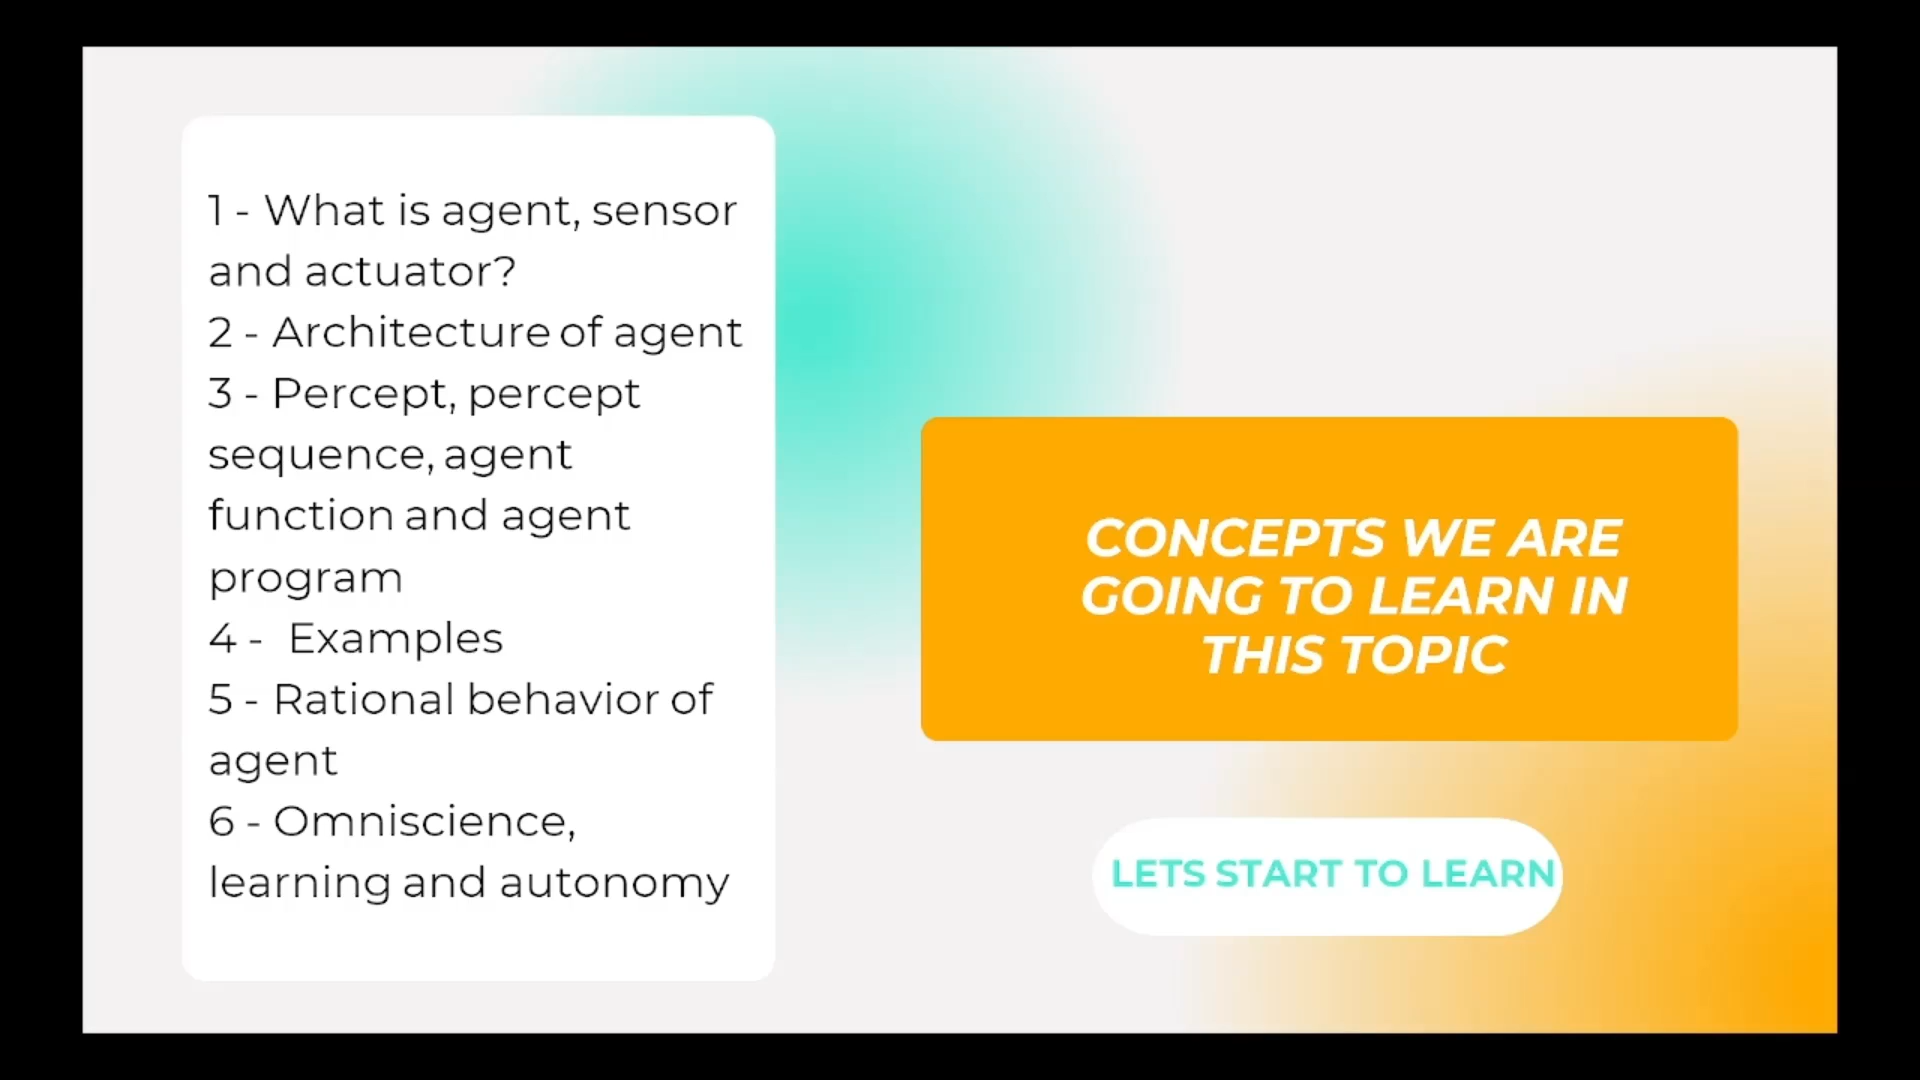 1 - What is agent, sensor
and actuator?
2 - Architecture of agent
3 - Percept, percept
sequence, agent
function and agent
program
4 -  Examples
5 - Rational behavior of
agent
6 - Omniscience,
learning and autonomy
CONCEPTS WE ARE
GOING TO LEARN IN
THIS TOPIC
LETS START TO LEARN